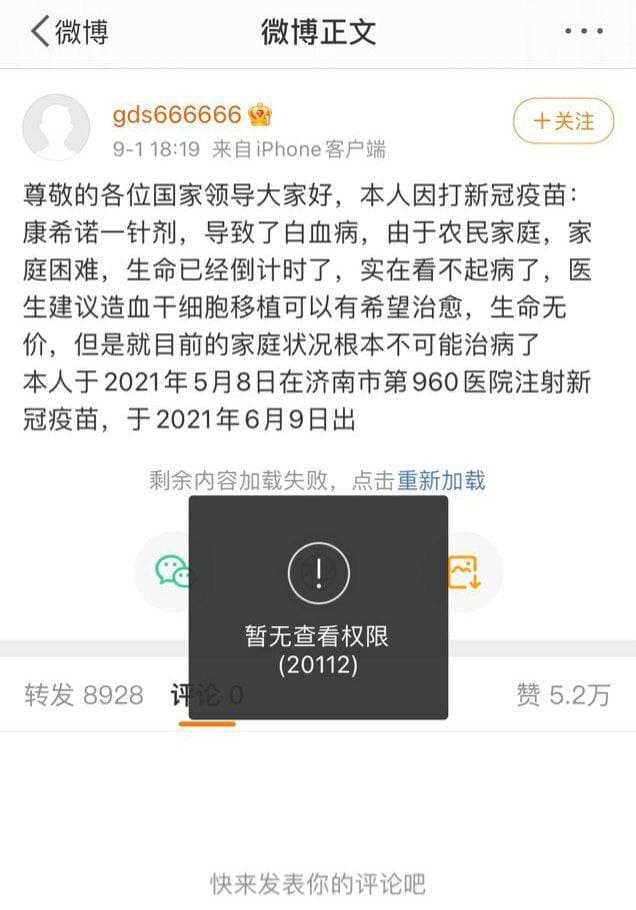 微博
微博正文
gds666666
+关注
9-1 18:19 来自iPhone客户端
尊敬的各位国家领导大家好，本人因打新冠疫苗：
康希诺一针剂，导致了白血病，由于农民家庭，家
庭困难，生命已经倒计时了，实在看不起病了，医
生建议造血干细胞移植可以有希望治愈，生命无
价，但是就目前的家庭状况根本不可能治病了
本人于2021年5月8日在济南市第960医院注射新
冠疫苗，于2021年6月9日出
剩余内容加载失败，点击重新加载
暂无查看权限
(20112)
转发 8928 评论 0 赞 5.2万
快来发表你的评论吧